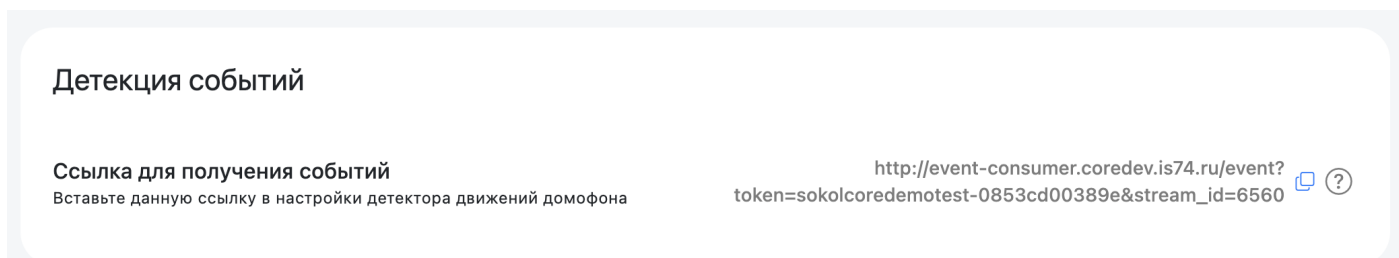 Детекция событий
Ссылка для получения событий
Вставьте данную ссылку в настройки детектора движений домофона
http://event-consumer.coredev.is74.ru/event?
token=sokolcoredemotest-0853cd00389e&stream_id=6560